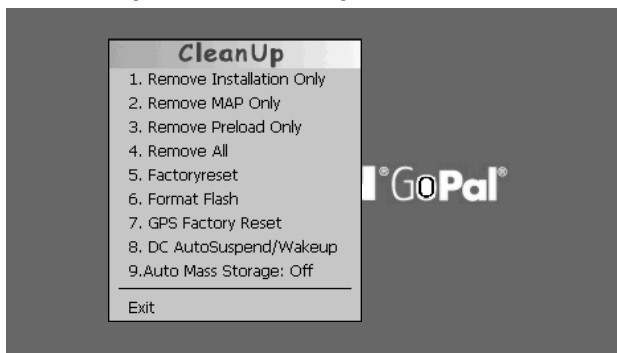 CleanUp
1. Remove Installation Only
2. Remove MAP Only
3. Remove Preload Only
4. Remove All
5. Factoryreset
6. Format Flash
7. GPS Factory Reset
8. DC AutoSuspend/Wakeup
9.Auto Mass Storage: Off
Exit
GoPal®